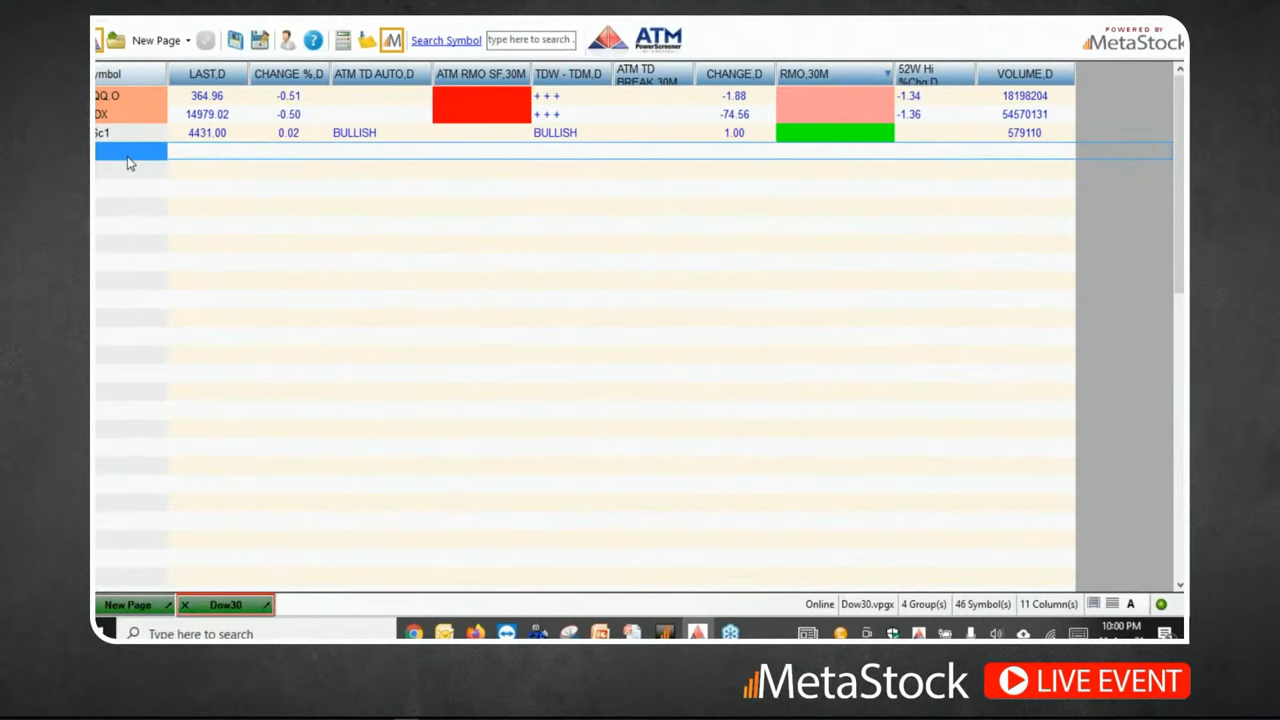 POWERED BY
MetaStock
New Page
Search Symbol
type here to search .
ATM
PowerScreener
ymbol LAST,D CHANGE %,D ATM TD AUTO,D ATM RMO SF,30M TDW - TDM,D ATM TD BREAK 30M CHANGE,D RMO,30M 52W Hi %Chg D VOLUME,D
QQ.O 364.96 -0.51 + + + -1.88 -1.34 18198204
DX 14979.02 -0.50 + + + -74.56 -1.36 54570131
Sc1 4431.00 0.02 BULLISH BULLISH 1.00 579110
New Page Dow30 Online Dow30.vpgx 4 Group(s) 46 Symbol(s) 11 Column(s) A
Type here to search 10:00 PM
MetaStock LIVE EVENT